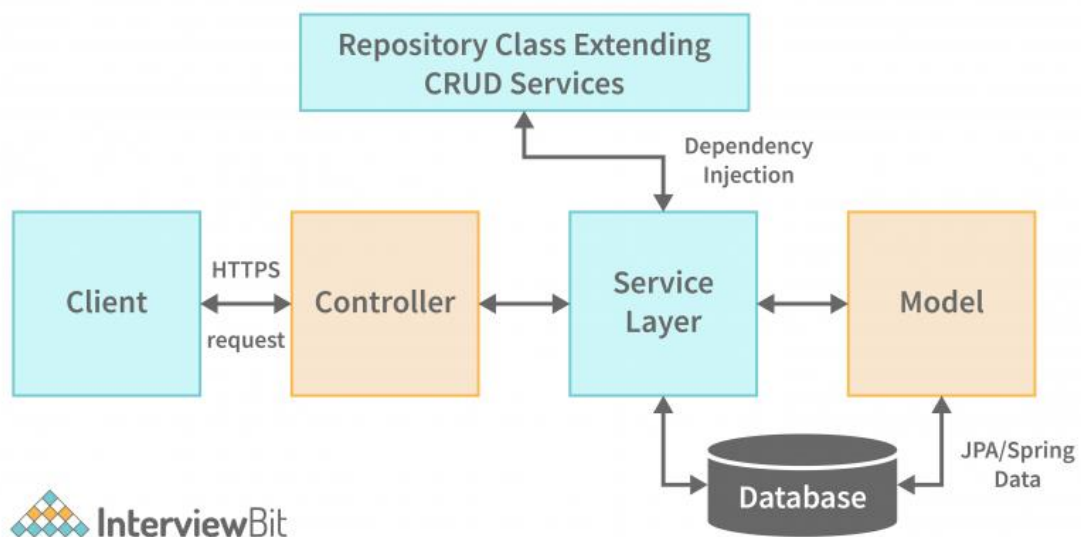 Repository Class Extending
CRUD Services
Dependency
Injection
Client
HTTPS
request
Controller
Service
Layer
Model
Database
JPA/Spring
Data
InterviewBit